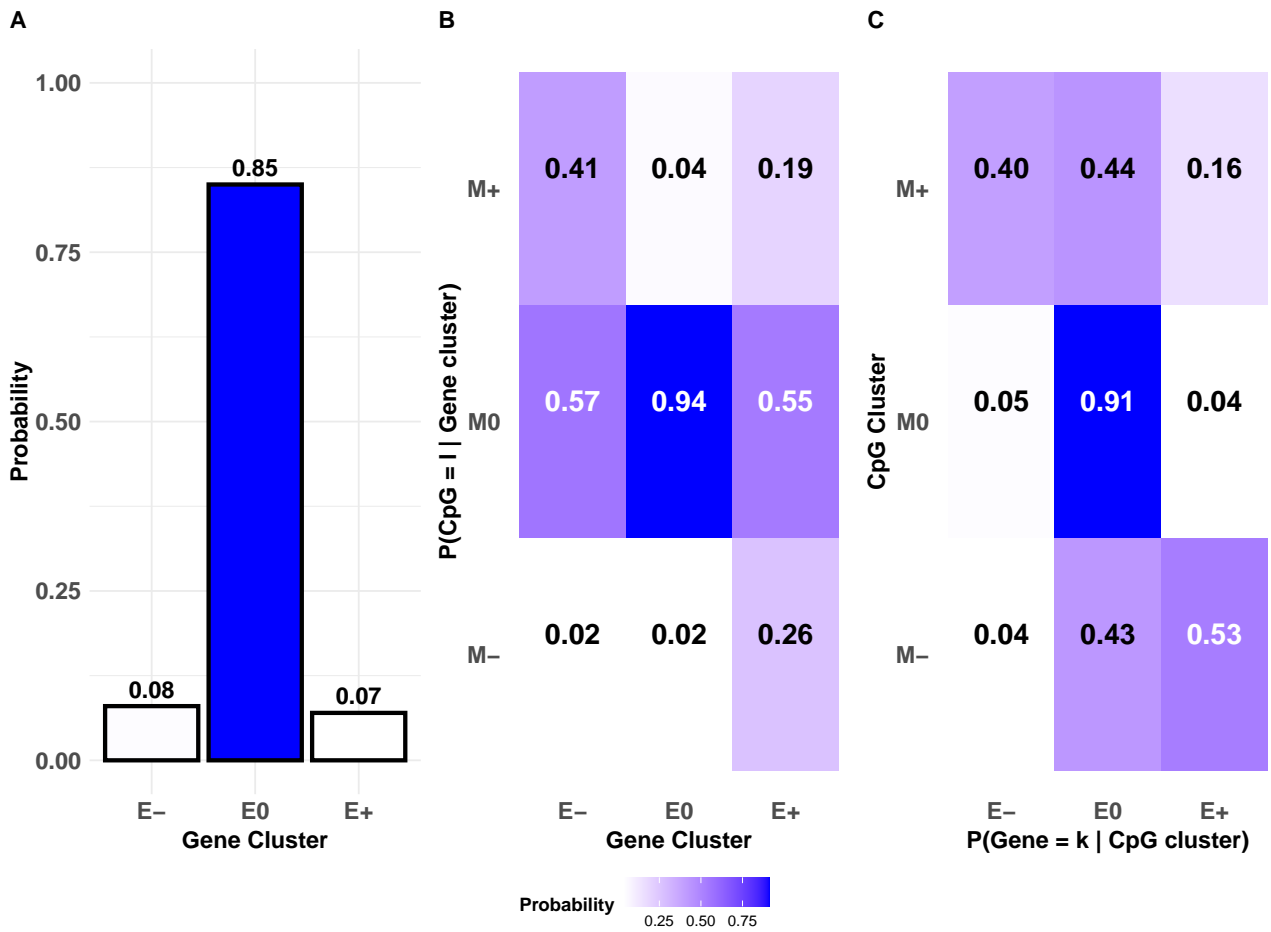 A
1.00
0.75
0.50
0.25
0.00
Probability
0.08
0.85
0.07
E− E0 E+
Gene Cluster
B
P(CpG = l | Gene cluster)
M+ 0.41 0.04 0.19
M0 0.57 0.94 0.55
M− 0.02 0.02 0.26
E− E0 E+
Gene Cluster
C
CpG Cluster
M+ 0.40 0.44 0.16
M0 0.05 0.91 0.04
M− 0.04 0.43 0.53
E− E0 E+
P(Gene = k | CpG cluster)
Probability
0.25 0.50 0.75